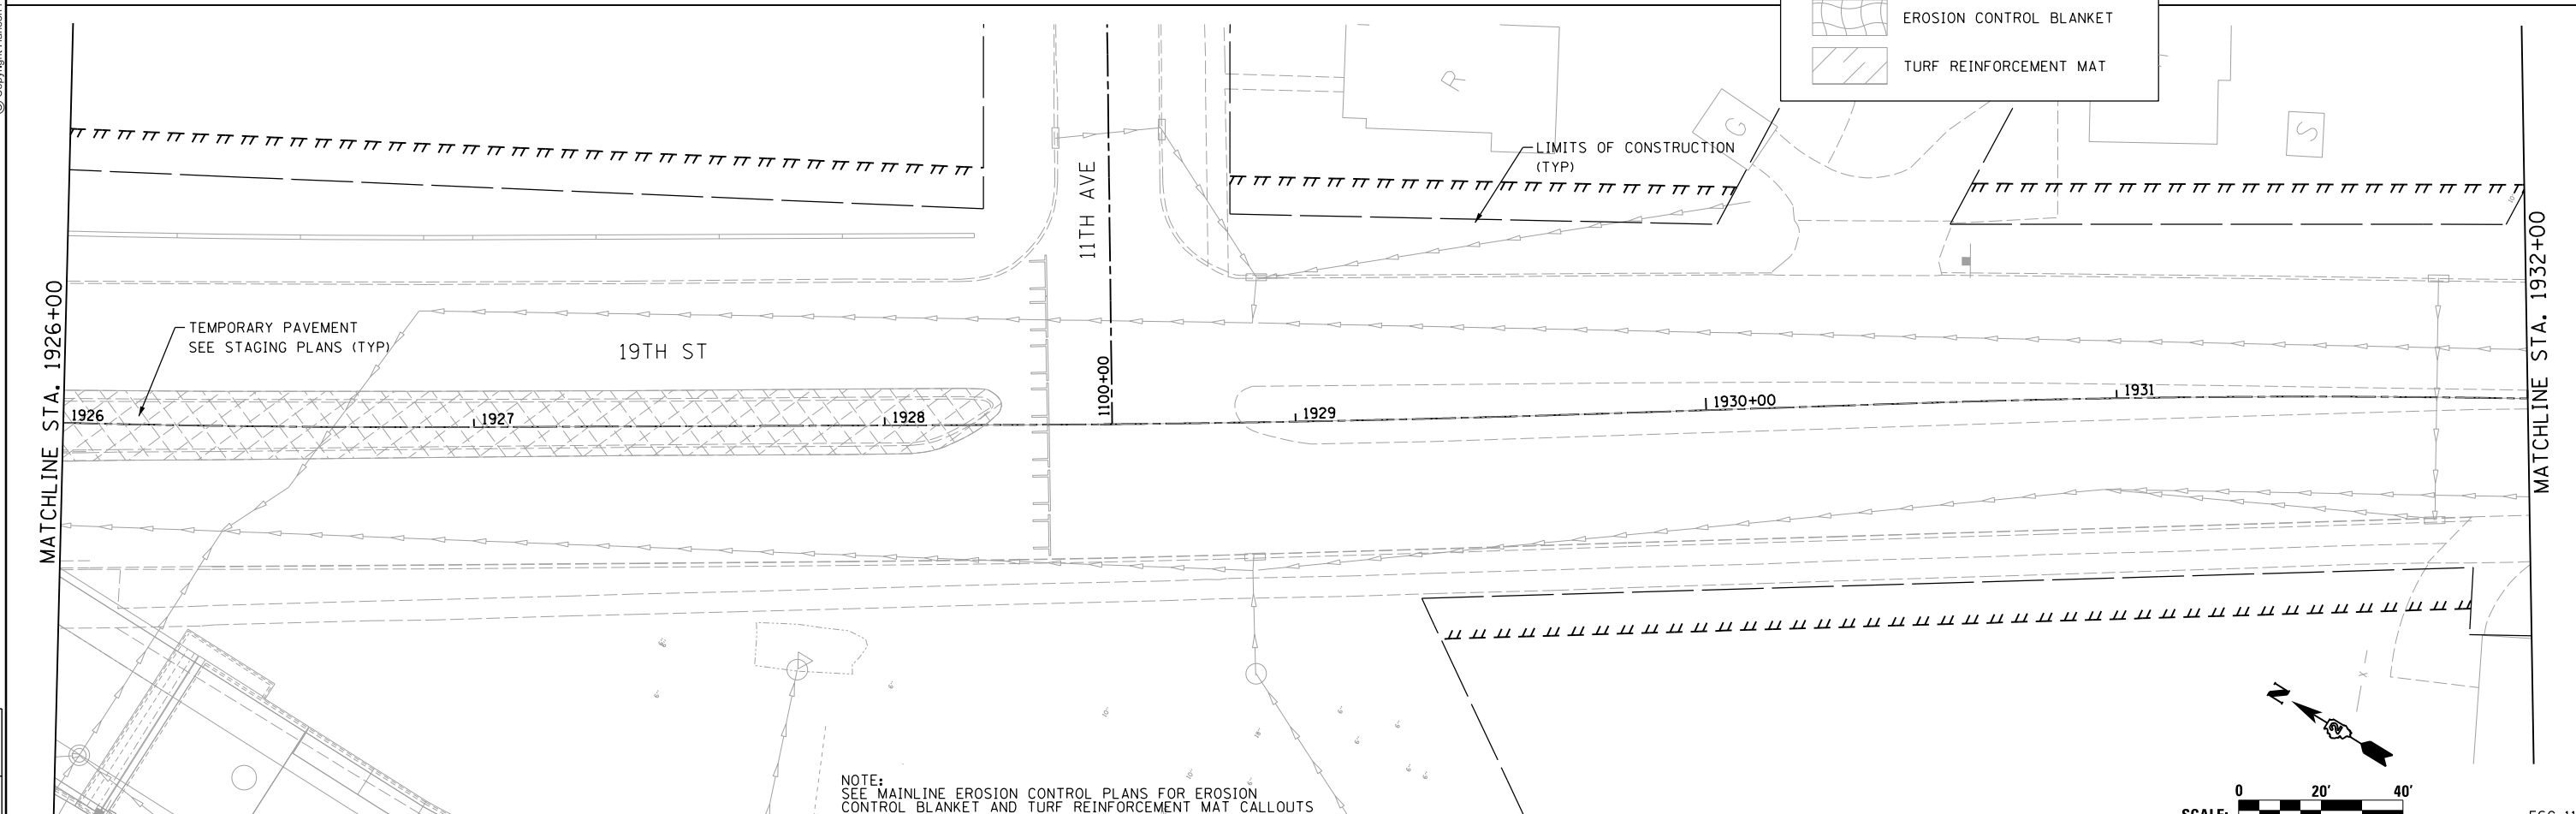 EROSION CONTROL BLANKET
TURF REINFORCEMENT MAT
R
G
S
LIMITS OF CONSTRUCTION
(TYP)
11TH AVE
MATCHLINE STA. 1926+00
MATCHLINE STA. 1932+00
TEMPORARY PAVEMENT
SEE STAGING PLANS (TYP)
19TH ST
1100+00
1926
1927
1928
1929
1930+00
1931
X
N
2
NOTE:
SEE MAINLINE EROSION CONTROL PLANS FOR EROSION
CONTROL BLANKET AND TURF REINFORCEMENT MAT CALLOUTS
0 20' 40'
SCALE: